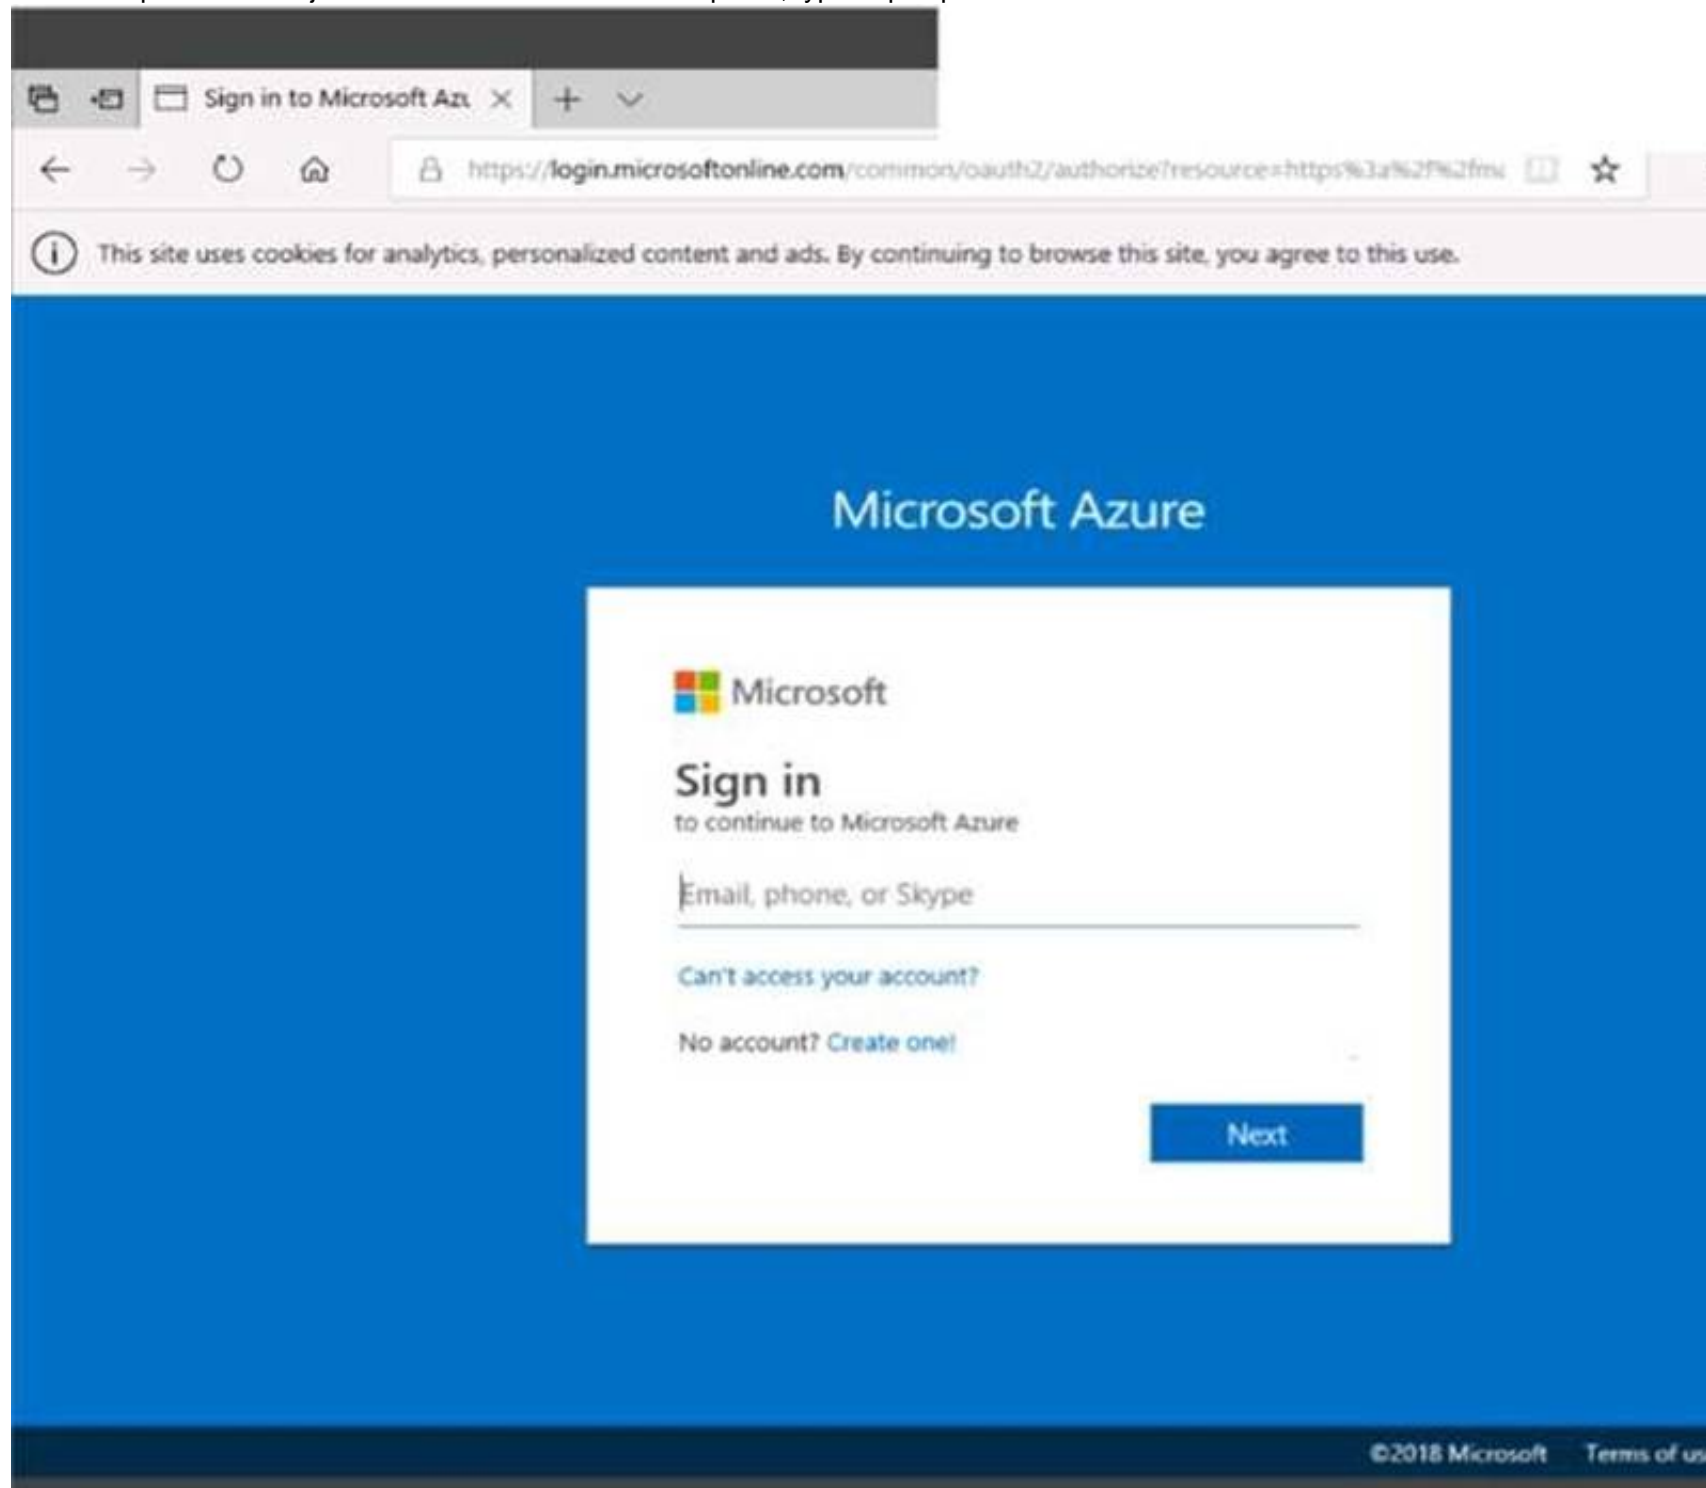 Sign in to Microsoft Azu
https://login.microsoftonline.com/common/oauth2/authorize?resource=https%3a%2f%2fma
This site uses cookies for analytics, personalized content and ads. By continuing to browse this site, you agree to this use.
Microsoft Azure
Microsoft
Sign in
to continue to Microsoft Azure
Email, phone, or Skype
Can't access your account?
No account? Create one!
Next
©2018 Microsoft Terms of us